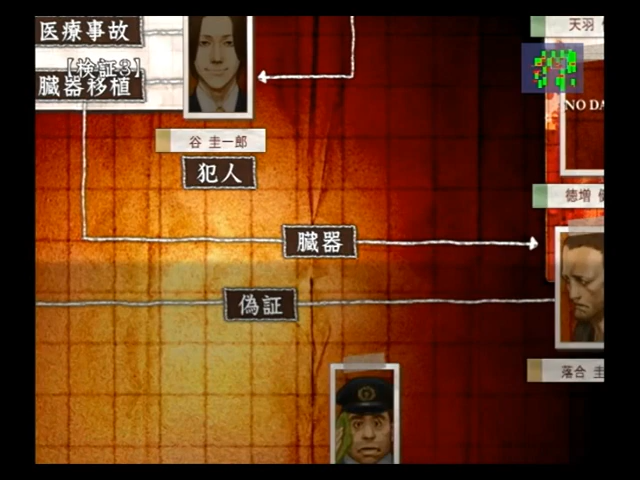 医療事故
【検証3】
臓器移植
谷 圭一郎
犯人
臓器
偽証
天羽
NO DA
徳増
落合 圭